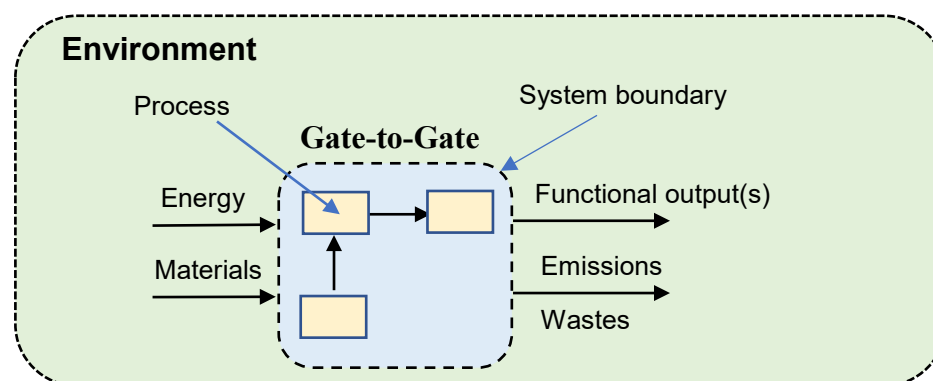 Environment
Process
System boundary
Gate-to-Gate
Energy
Materials
Functional output(s)
Emissions
Wastes